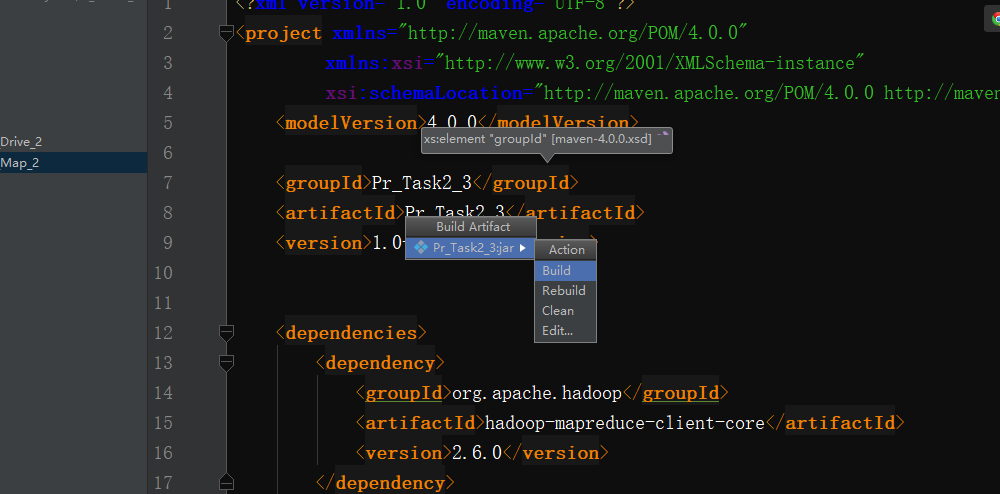 1 <?xml version="1.0" encoding="UTF-8"?>
2 <project xmlns="http://maven.apache.org/POM/4.0.0"
3 xmlns:xsi="http://www.w3.org/2001/XMLSchema-instance"
4 xsi:schemaLocation="http://maven.apache.org/POM/4.0.0 http://maven
Drive_2
5 <modelVersion>4.0.0</modelVersion>
xs:element "groupId" [maven-4.0.0.xsd]
Map_2
6
7 <groupId>Pr_Task2_3</groupId>
8 <artifactId>Pr_Task2_3</artifactId>
Build Artifact
9 <version>1.0
Pr_Task2_3:jar
Action
Build
Rebuild
Clean
Edit...
10
11
12 <dependencies>
13 <dependency>
14 <groupId>org.apache.hadoop</groupId>
15 <artifactId>hadoop-mapreduce-client-core</artifactId>
16 <version>2.6.0</version>
17 </dependency>